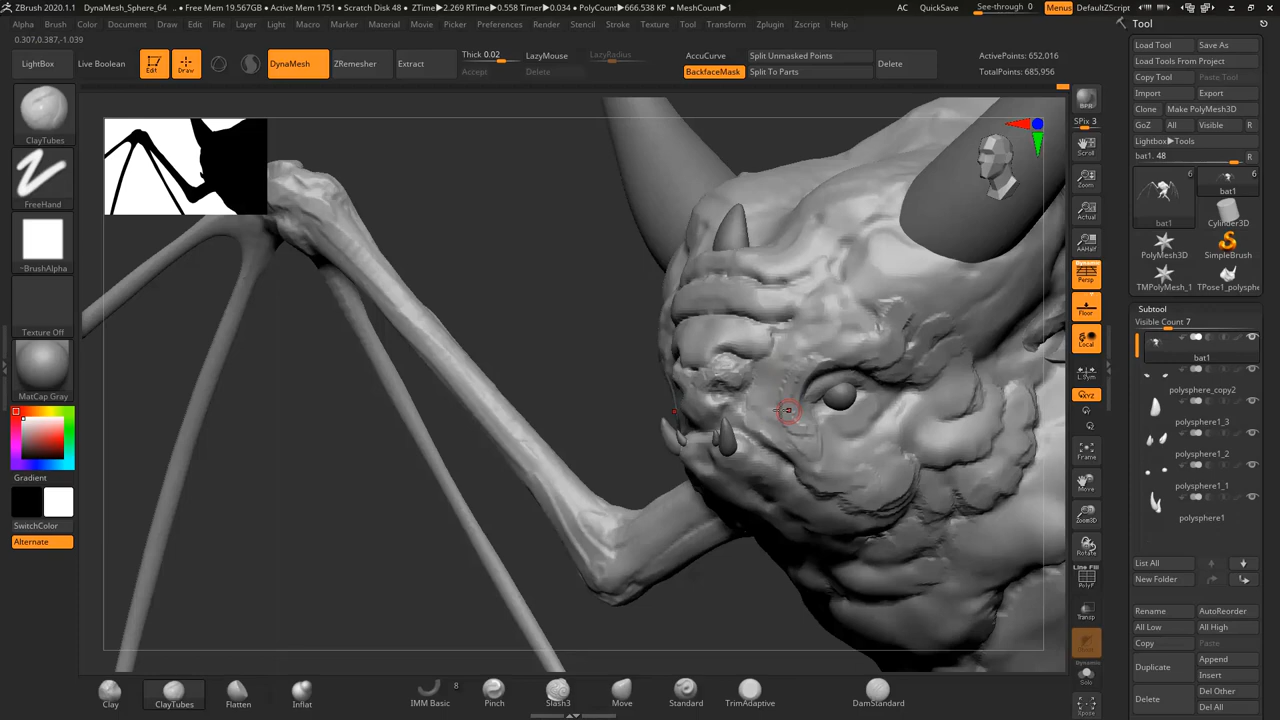 ZBrush 2020.1.1
DynaMesh_Sphere_64 .. ● Free Mem 19.567GB ● Active Mem 1751 ● Scratch Disk 48 ● ZTime▶2.269 RTime▶0.558 Timer▶0.034 ● PolyCount▶666.538 KP ● MeshCount▶1
AC
QuickSave
See-through 0
Menus
DefaultZScript
Alpha
Brush
Color
Document
Draw
Edit
File
Layer
Light
Macro
Marker
Material
Movie
Picker
Preferences
Render
Stencil
Stroke
Texture
Tool
Transform
Zplugin
Zscript
Help
0.307,0.387,-1.039
LightBox
Live Boolean
Edit
Draw
DynaMesh
ZRemesher
Extract
Thick 0.02
Accept
LazyMouse
Delete
LazyRadius
AccuCurve
BackfaceMask
Split Unmasked Points
Split To Parts
Delete
ActivePoints: 652,016
TotalPoints: 685,956
ClayTubes
FreeHand
~BrushAlpha
Texture Off
MatCap Gray
Gradient
SwitchColor
Alternate
BPR
SPix 3
Scroll
Zoom
Actual
AAHalf
Dynamic
Persp
Floor
Local
L.Sym
XYZ
Frame
Move
Zoom3D
Rotate
Line Fill
PolyF
Transp
Dynamic
Solo
Xpose
Tool
Load Tool
Save As
Load Tools From Project
Copy Tool
Paste Tool
Import
Export
Clone
Make PolyMesh3D
GoZ
All
Visible
R
Lightbox▶Tools
bat1. 48
R
6
6
bat1
bat1
Cylinder3D
PolyMesh3D
SimpleBrush
TMPolyMesh_1
TPose1_polysphe
Subtool
Visible Count 7
bat1
polysphere_copy2
polysphere1_3
polysphere1_2
polysphere1_1
polysphere1
List All
New Folder
Rename
AutoReorder
All Low
All High
Copy
Paste
Duplicate
Append
Insert
Delete
Del Other
Del All
Clay
ClayTubes
Flatten
Inflat
8
IMM Basic
Pinch
Slash3
Move
Standard
TrimAdaptive
DamStandard